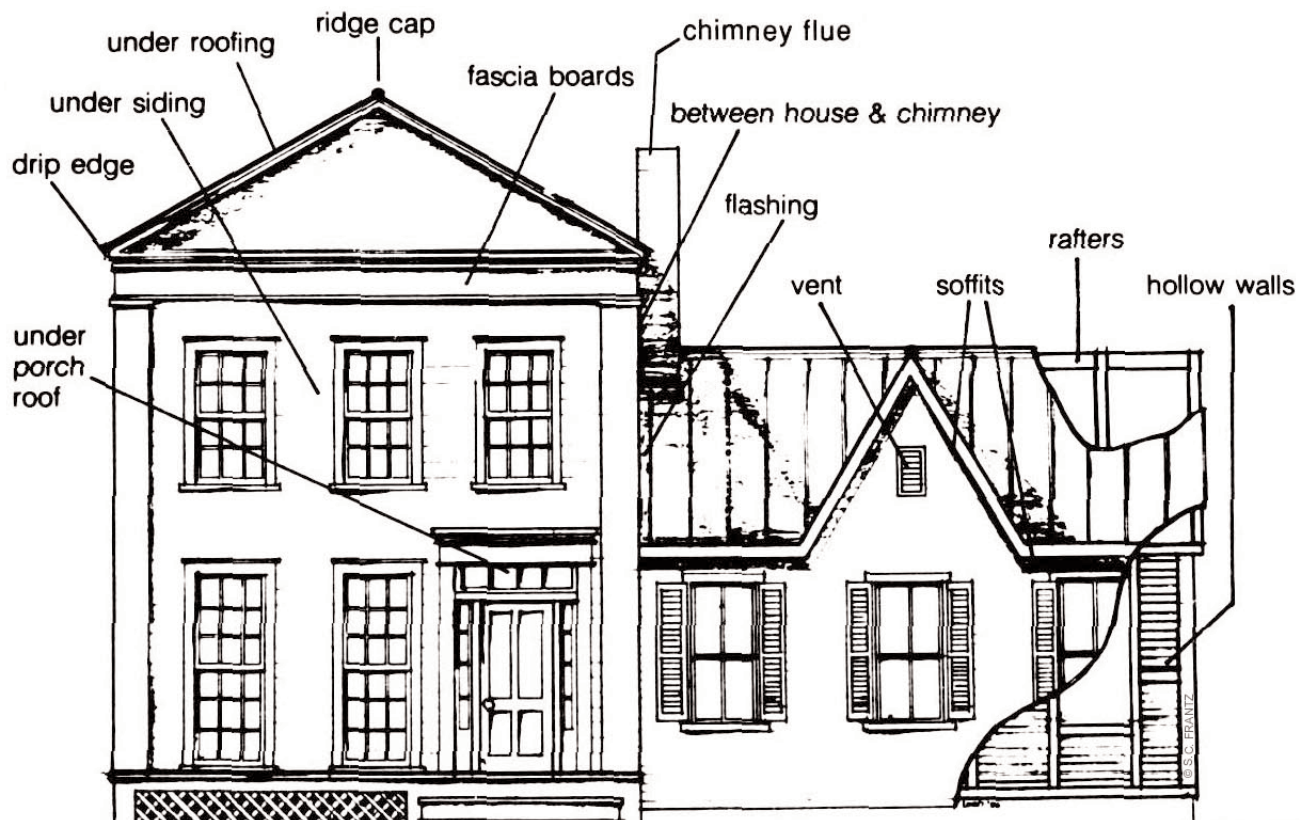 ridge cap
chimney flue
under roofing
fascia boards
under siding
between house & chimney
drip edge
flashing
rafters
vent
soffits
hollow walls
under
porch
roof
© S.C. FRANTZ